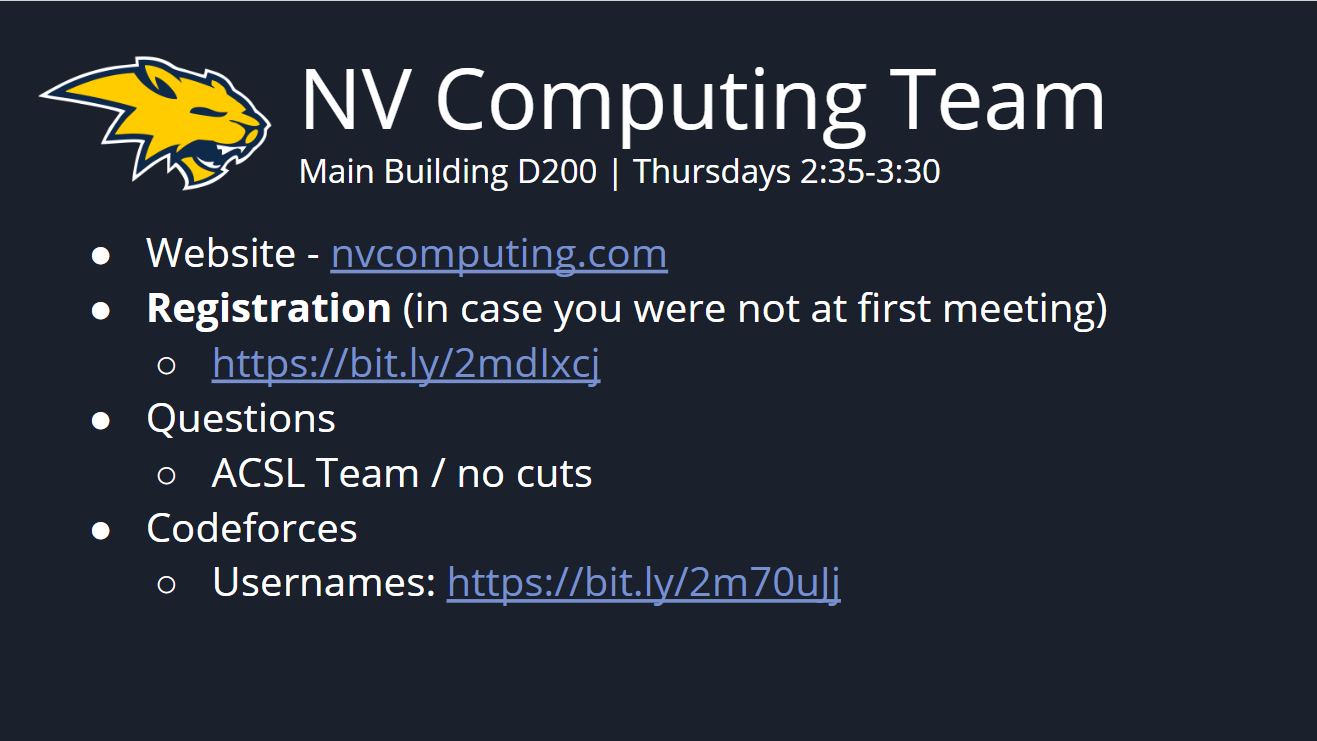 NV Computing Team
Main Building D200 | Thursdays 2:35-3:30
● Website - nvcomputing.com
● Registration (in case you were not at first meeting)
○ https://bit.ly/2mdIxcj
● Questions
○ ACSL Team / no cuts
● Codeforces
○ Usernames: https://bit.ly/2m70uJj